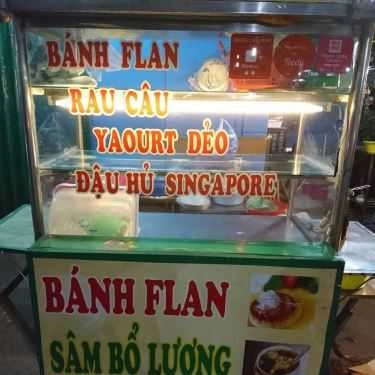 BÁNH FLAN
RAU CÂU
YAOURT DẺO
ĐẬU HỦ SINGAPORE
BÁNH FLAN
SÂM BỔ LƯỢNG